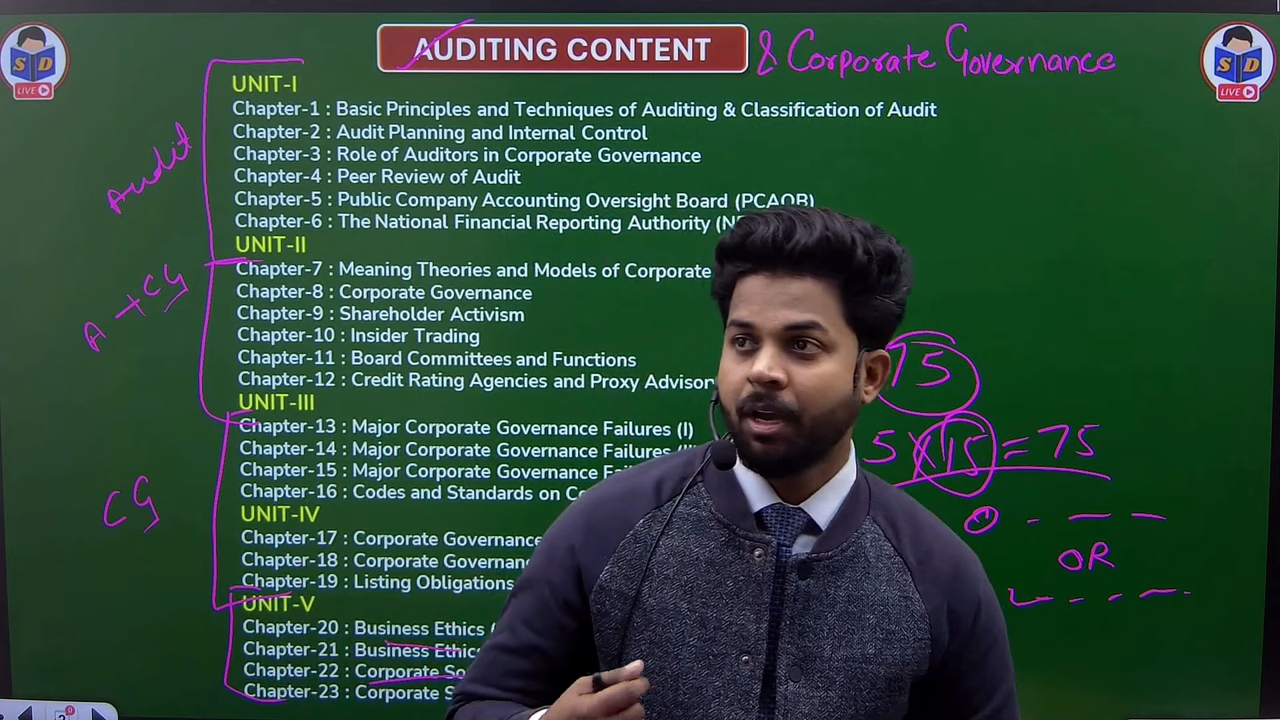 AUDITING CONTENT & Corporate Governance
S D
LIVE
S D
LIVE
UNIT-I
Chapter-1 : Basic Principles and Techniques of Auditing & Classification of Audit
Chapter-2 : Audit Planning and Internal Control
Chapter-3 : Role of Auditors in Corporate Governance
Chapter-4 : Peer Review of Audit
Chapter-5 : Public Company Accounting Oversight Board (PCAOB)
Chapter-6 : The National Financial Reporting Authority
Audit
UNIT-II
Chapter-7 : Meaning Theories and Models of Corporate
Chapter-8 : Corporate Governance
Chapter-9 : Shareholder Activism
Chapter-10 : Insider Trading
Chapter-11 : Board Committees and Functions
Chapter-12 : Credit Rating Agencies and Proxy
A + CG
UNIT-III
Chapter-13 : Major Corporate Governance Failures (I)
Chapter-14 : Major Corporate Governance Failures
Chapter-15 : Major Corporate Governance
Chapter-16 : Codes and Standards on
UNIT-IV
Chapter-17 : Corporate Governance
Chapter-18 : Corporate
Chapter-19 : Listing Obligations
CG
UNIT-V
Chapter-20 : Business Ethics
Chapter-21 : Business Ethics
Chapter-22 : Corporate
Chapter-23 : Corporate
15
5 x 15 = 75
OR